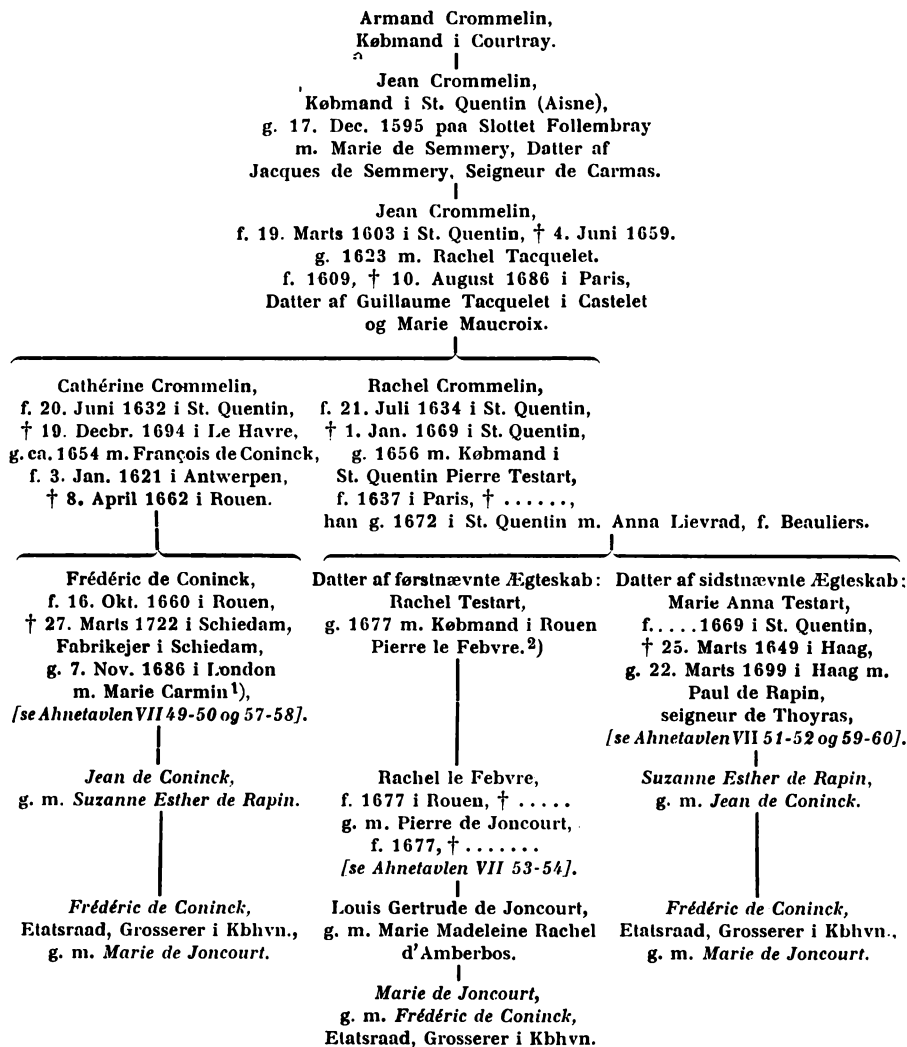 Armand Crommelin,
Købmand i Courtray.
Jean Crommelin,
Købmand i St. Quentin (Aisne),
g. 17. Dec. 1595 paa Slottet Follembray
m. Marie de Semmery, Datter af
Jacques de Semmery, Seigneur de Carmas.
Jean Crommelin,
f. 19. Marts 1603 i St. Quentin, † 4. Juni 1659.
g. 1623 m. Rachel Tacquelet.
f. 1609, † 10. August 1686 i Paris,
Datter af Guillaume Tacquelet i Castelet
og Marie Maucroix.
Cathérine Crommelin,
f. 20. Juni 1632 i St. Quentin,
† 19. Decbr. 1694 i Le Havre,
g. ca. 1654 m. François de Coninck,
f. 3. Jan. 1621 i Antwerpen,
† 8. April 1662 i Rouen.
Rachel Crommelin,
f. 21. Juli 1634 i St. Quentin,
† 1. Jan. 1669 i St. Quentin,
g. 1656 m. Købmand i
St. Quentin Pierre Testart,
f. 1637 i Paris, † ......,
han g. 1672 i St. Quentin m. Anna Lievrad, f. Beauliers.
Frédéric de Coninck,
f. 16. Okt. 1660 i Rouen,
† 27. Marts 1722 i Schiedam,
Fabrikejer i Schiedam,
g. 7. Nov. 1686 i London
m. Marie Carmin 1),
[se Ahnetavlen VII 49-50 og 57-58].
Datter af førstnævnte Ægteskab:
Rachel Testart,
g. 1677 m. Købmand i Rouen
Pierre le Febvre.2)
Datter af sidstnævnte Ægteskab:
Marie Anna Testart,
f.....1669 i St. Quentin,
† 25. Marts 1649 i Haag,
g. 22. Marts 1699 i Haag m.
Paul de Rapin,
seigneur de Thoyras,
[se Ahnetavlen VII 51-52 og 59-60].
Jean de Coninck,
g. m. Suzanne Esther de Rapin.
Rachel le Febvre,
f. 1677 i Rouen, † .....
g. m. Pierre de Joncourt,
f. 1677, † .......
[se Ahnetavlen VII 53-54].
Suzanne Esther de Rapin,
g. m. Jean de Coninck.
Frédéric de Coninck,
Etatsraad, Grosserer i Kbhvn.,
g. m. Marie de Joncourt.
Louis Gertrude de Joncourt,
g. m. Marie Madeleine Rachel
d'Amberbos.
Frédéric de Coninck,
Etatsraad, Grosserer i Kbhvn.,
g. m. Marie de Joncourt.
Marie de Joncourt,
g. m. Frédéric de Coninck,
Etatsraad, Grosserer i Kbhvn.